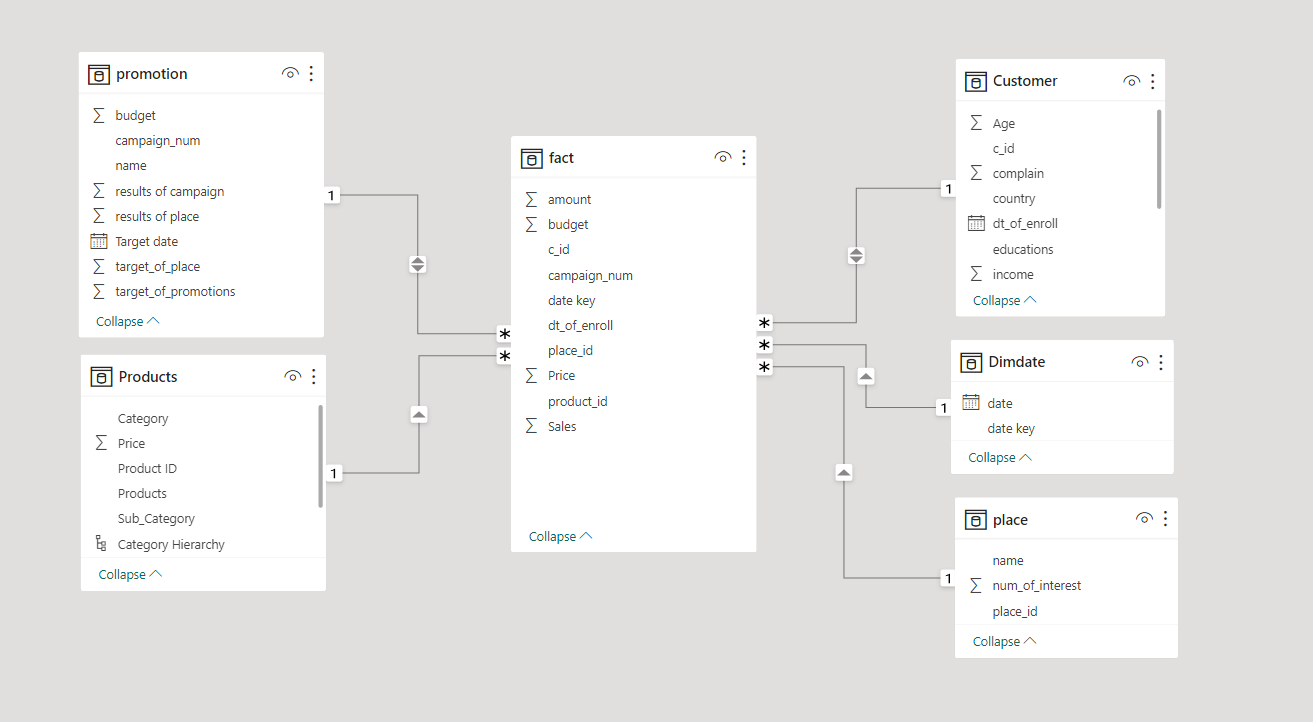 promotion
budget
campaign_num
name
results of campaign
results of place
Target date
target_of_place
target_of_promotions
Collapse
Products
Category
Price
Product ID
Products
Sub_Category
Category Hierarchy
Collapse
1
1
*
*
fact
amount
budget
c_id
campaign_num
date key
dt_of_enroll
place_id
Price
product_id
Sales
Collapse
*
*
*
1
1
1
Customer
Age
c_id
complain
country
dt_of_enroll
educations
income
Collapse
Dimdate
date
date key
Collapse
place
name
num_of_interest
place_id
Collapse